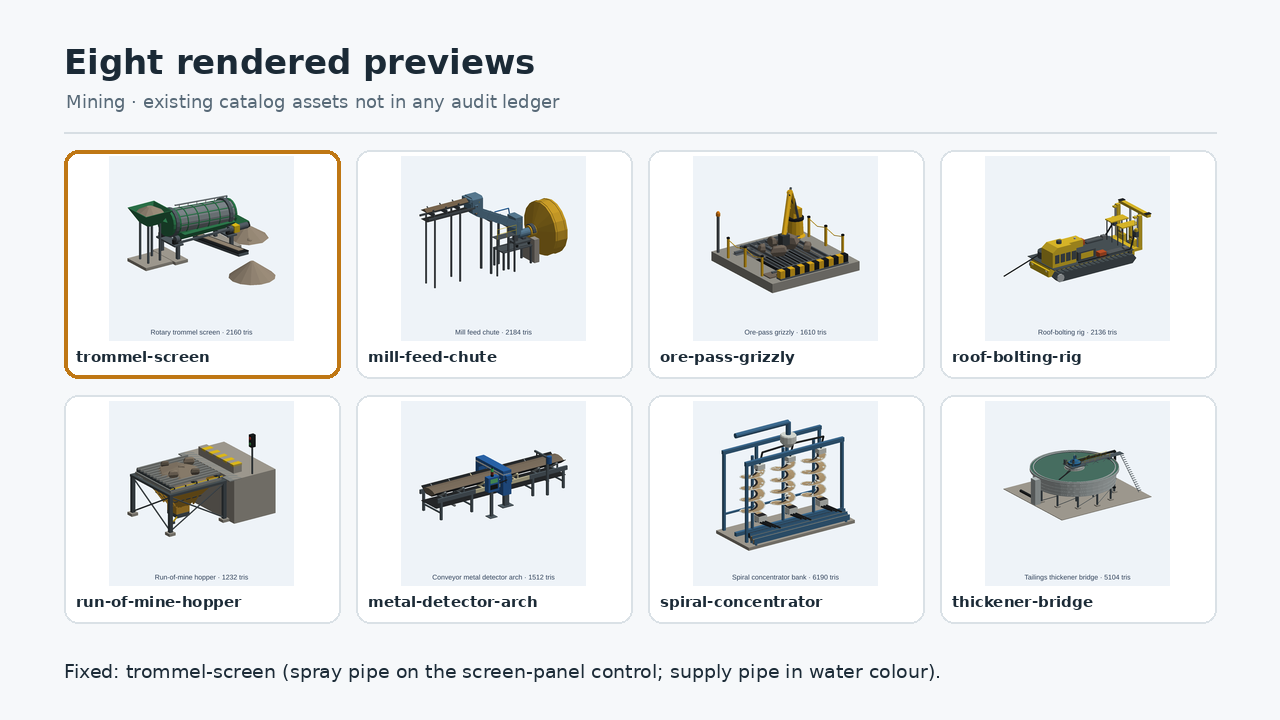 Eight rendered previews
Mining · existing catalog assets not in any audit ledger
Rotary trommel screen · 2160 tris
trommel-screen
Mill feed chute · 2184 tris
mill-feed-chute
Ore-pass grizzly · 1610 tris
ore-pass-grizzly
Roof-bolting rig · 2136 tris
roof-bolting-rig
Run-of-mine hopper · 1232 tris
run-of-mine-hopper
Conveyor metal detector arch · 1512 tris
metal-detector-arch
Spiral concentrator bank · 6190 tris
spiral-concentrator
Tailings thickener bridge · 5104 tris
thickener-bridge
Fixed: trommel-screen (spray pipe on the screen-panel control; supply pipe in water colour).